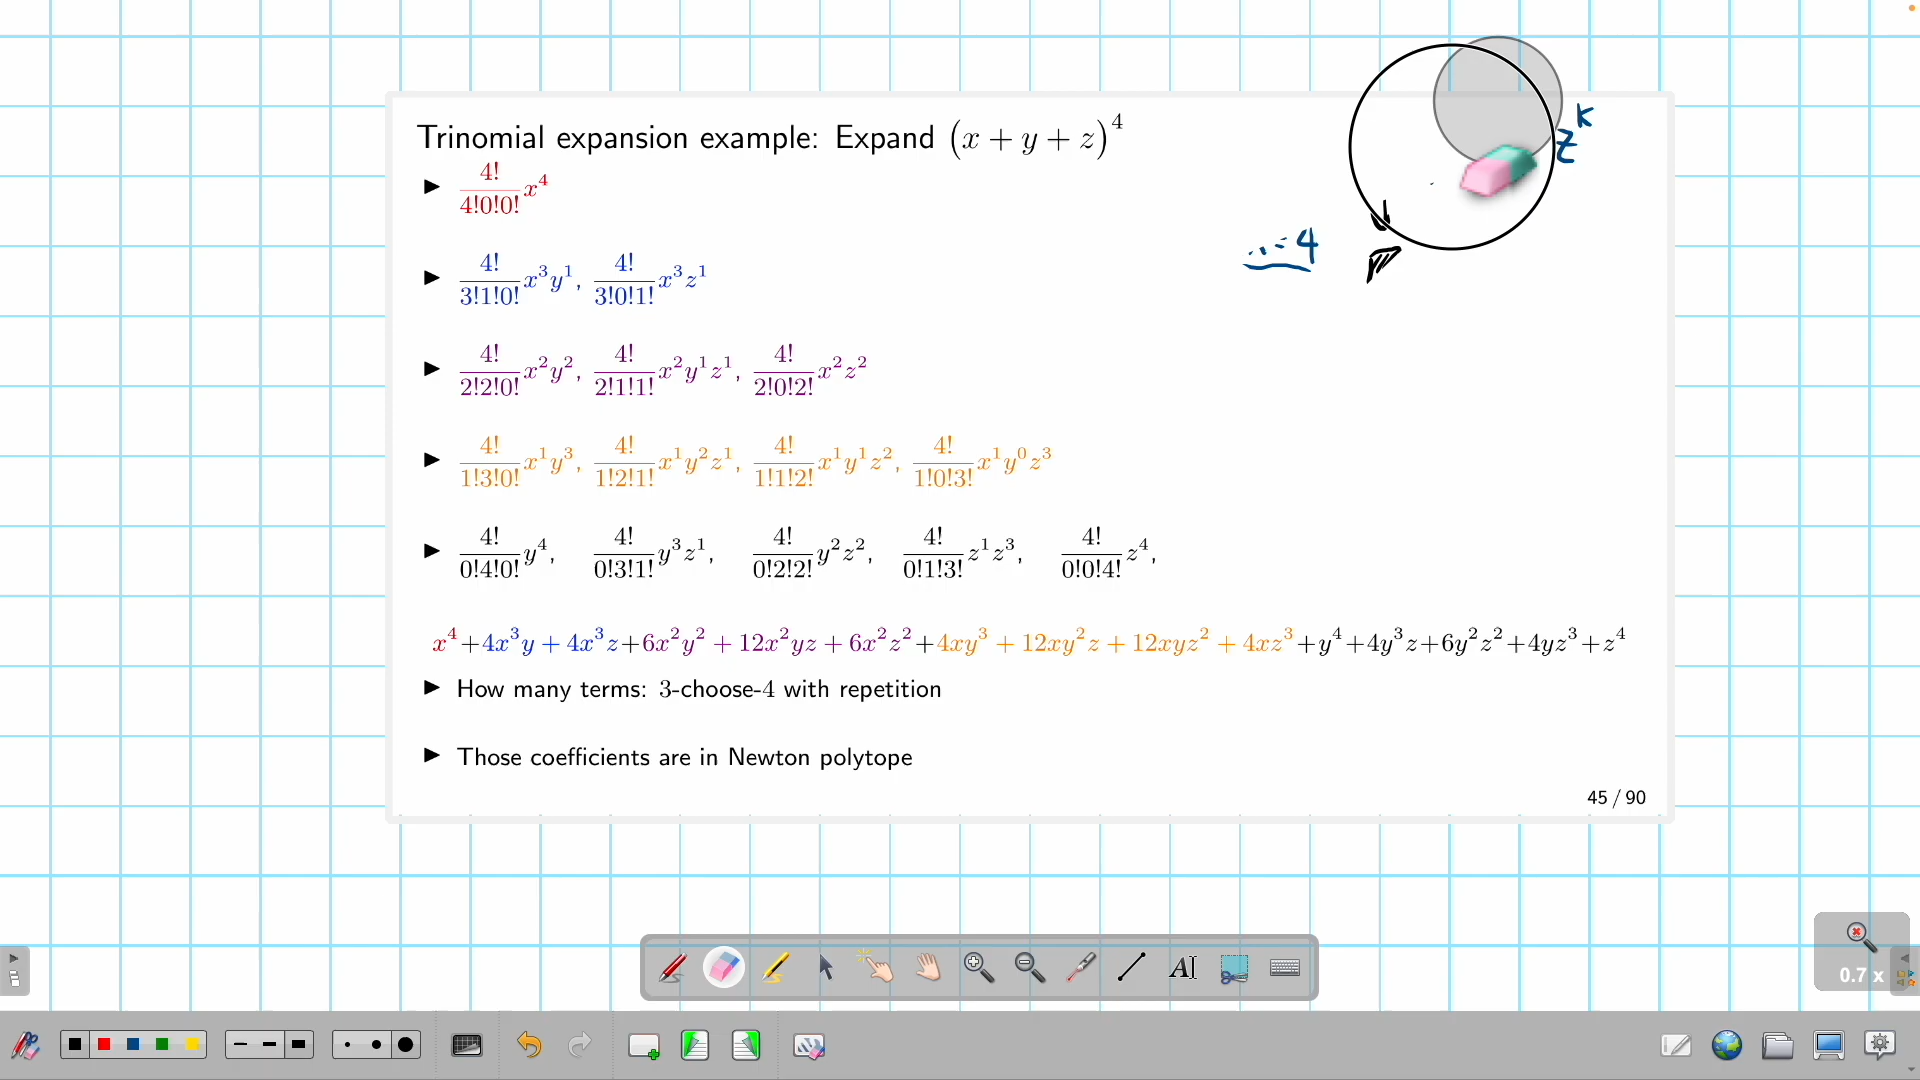 Trinomial expansion example: Expand (x + y + z)^4
▶ 4!/4!0!0! x^4
▶ 4!/3!1!0! x^3y^1, 4!/3!0!1! x^3z^1
▶ 4!/2!2!0! x^2y^2, 4!/2!1!1! x^2y^1z^1, 4!/2!0!2! x^2z^2
▶ 4!/1!3!0! x^1y^3, 4!/1!2!1! x^1y^2z^1, 4!/1!1!2! x^1y^1z^2, 4!/1!0!3! x^1y^0z^3
▶ 4!/0!4!0! y^4, 4!/0!3!1! y^3z^1, 4!/0!2!2! y^2z^2, 4!/0!1!3! z^1z^3, 4!/0!0!4! z^4,
x^4+4x^3y + 4x^3z+6x^2y^2 + 12x^2yz + 6x^2z^2+4xy^3 + 12xy^2z + 12xyz^2 + 4xz^3+y^4+4y^3z+6y^2z^2+4yz^3+z^4
▶ How many terms: 3-choose-4 with repetition
▶ Those coefficients are in Newton polytope
45 / 90
z^k
...=4
AI
0.7 x